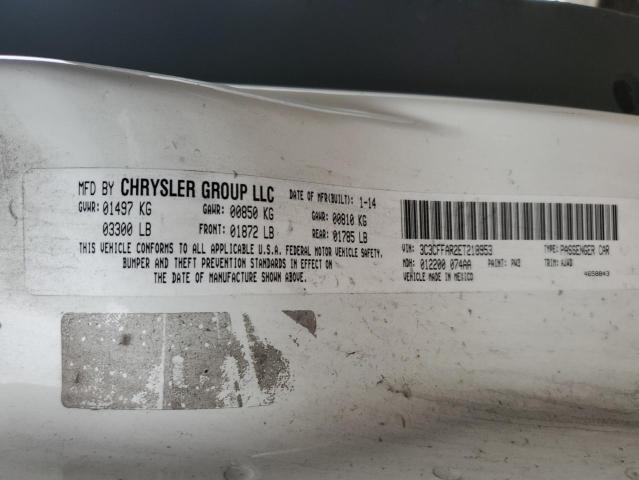 MFD BY CHRYSLER GROUP LLC DATE OF MFR(BUILT): 1-14
GVWR: 01497 KG GAWR: 00850 KG GAWR: 00810 KG
03300 LB FRONT: 01872 LB REAR: 01785 LB
THIS VEHICLE CONFORMS TO ALL APPLICABLE U.S.A. FEDERAL MOTOR VEHICLE SAFETY,
BUMPER AND THEFT PREVENTION STANDARDS IN EFFECT ON
THE DATE OF MANUFACTURE SHOWN ABOVE.
VIN: 3C3CFFAR2ET218953 TYPE: PASSENGER CAR
MDH: 012200 074AA PAINT: PW2 TRIM: AJWD
VEHICLE MADE IN MEXICO 4658843